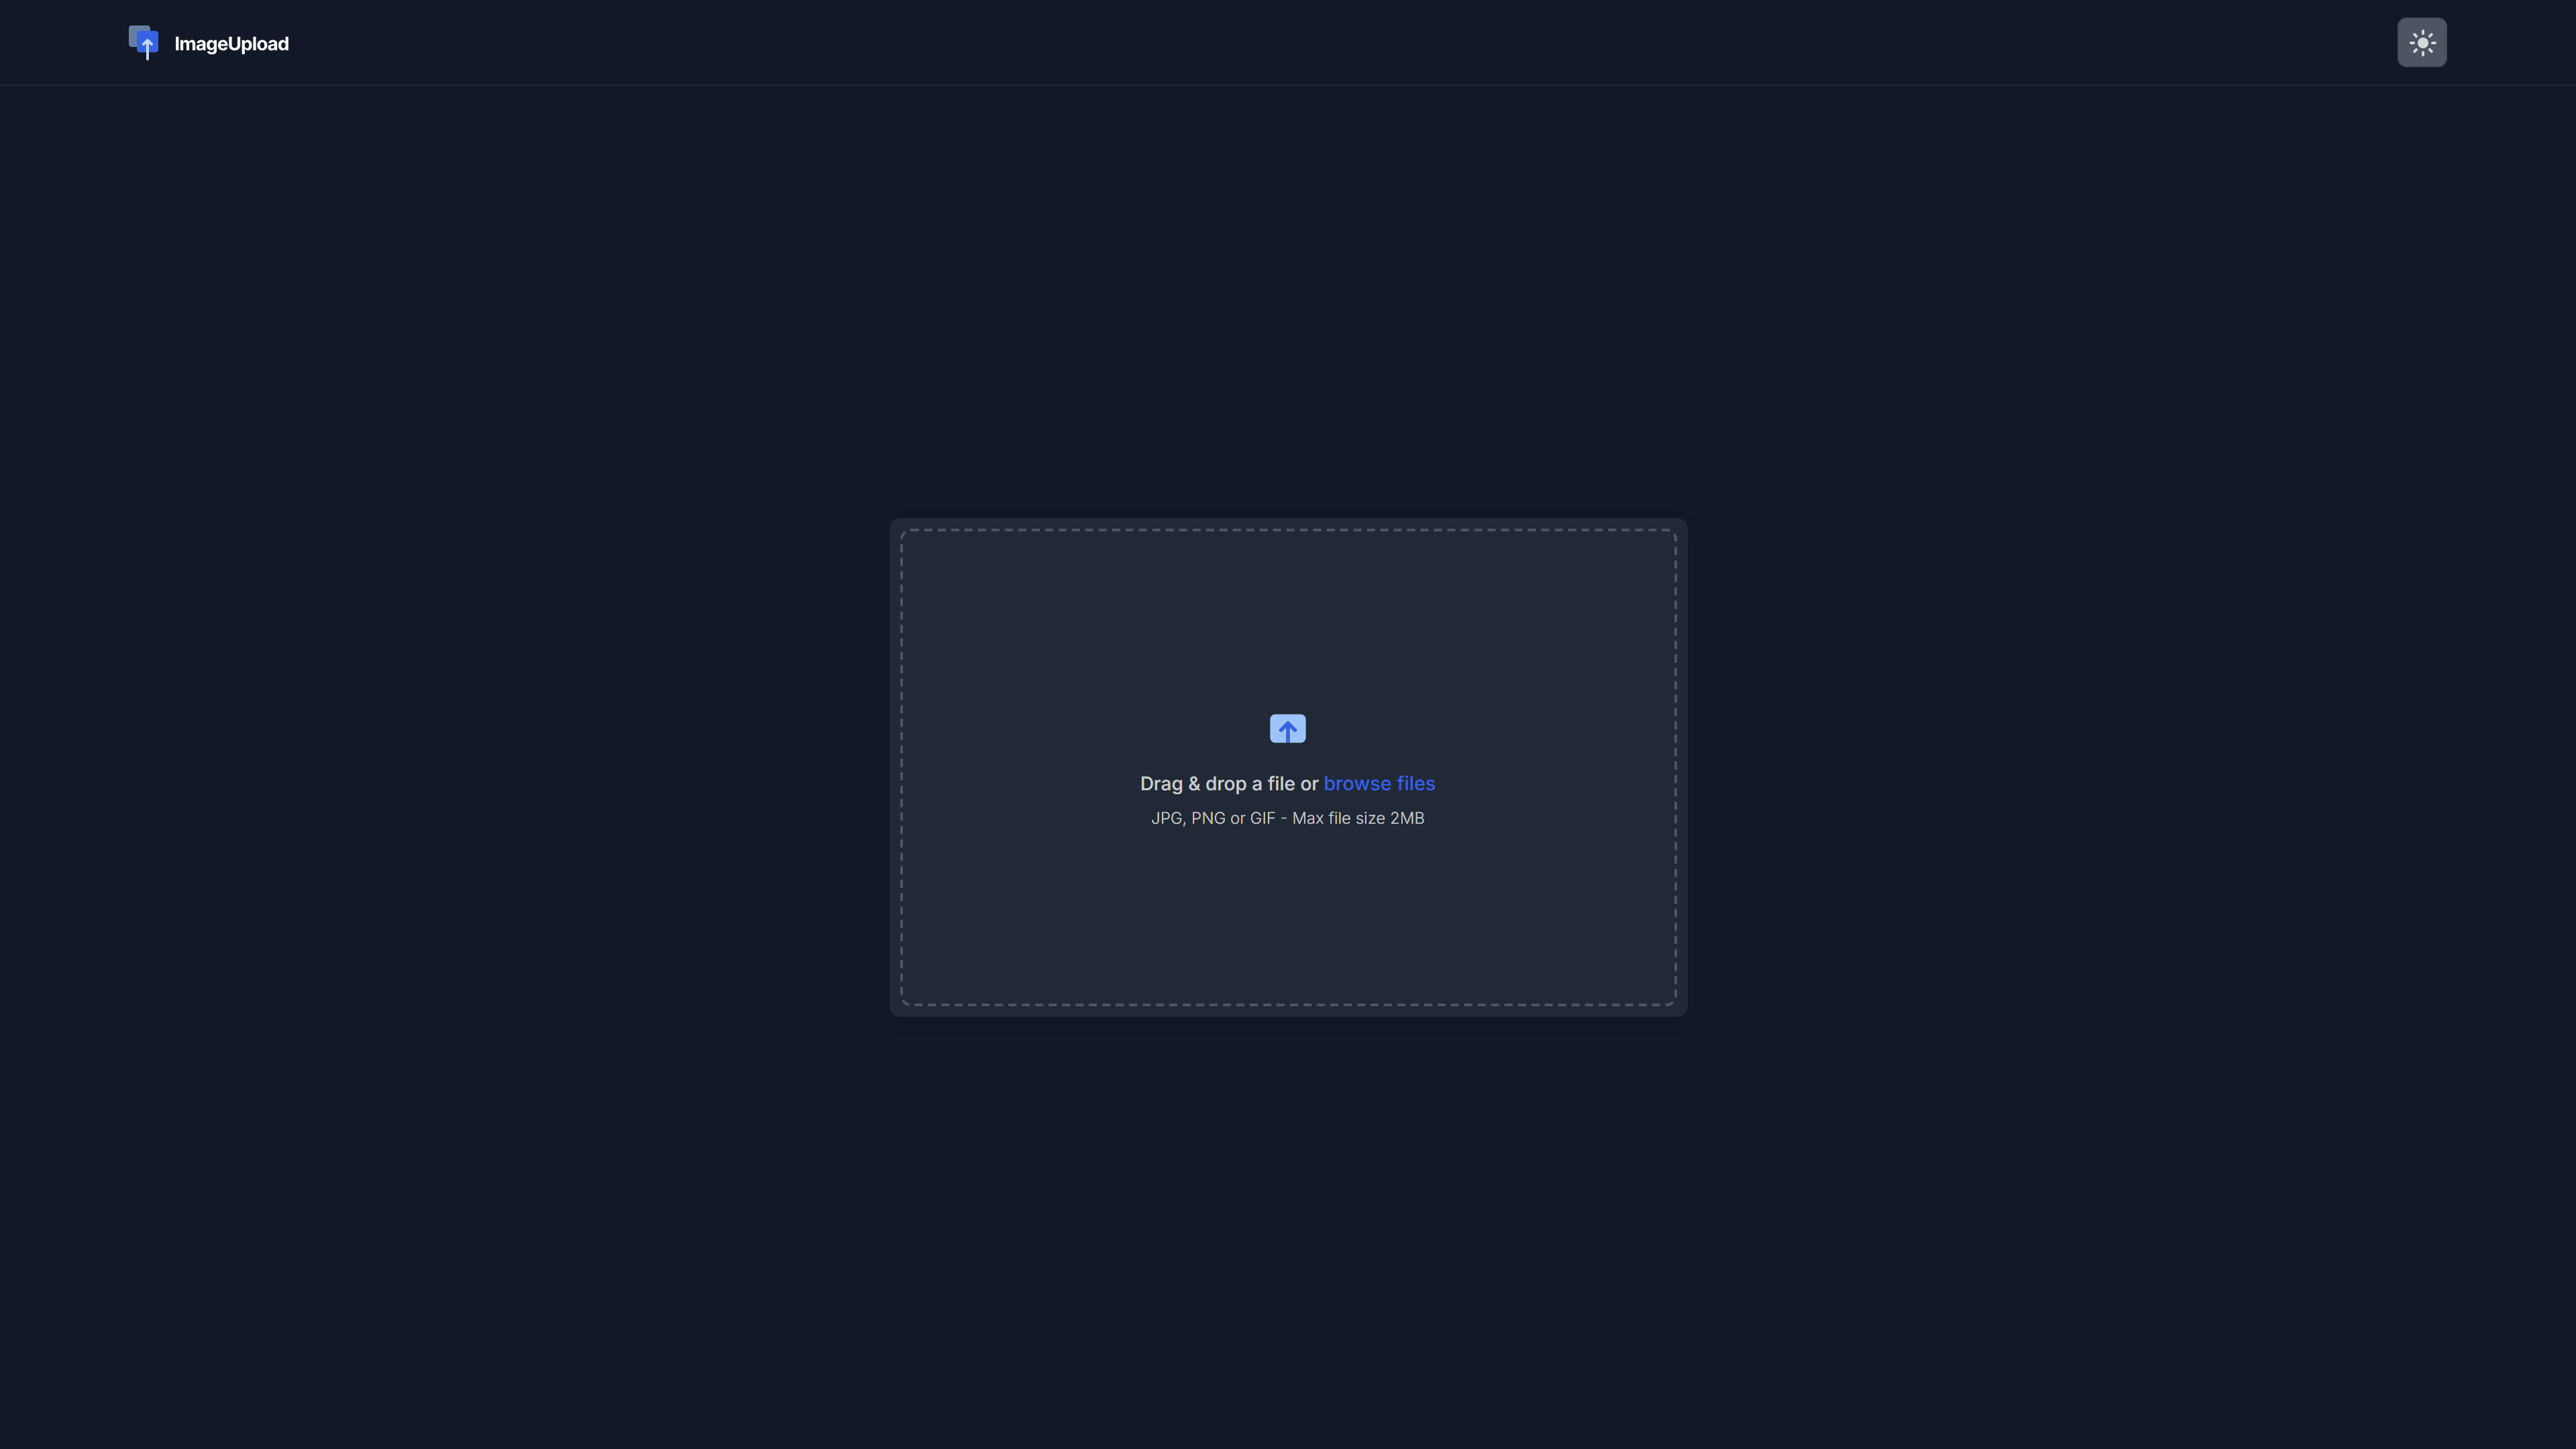 ImageUpload
Drag & drop a file or browse files
JPG, PNG or GIF - Max file size 2MB